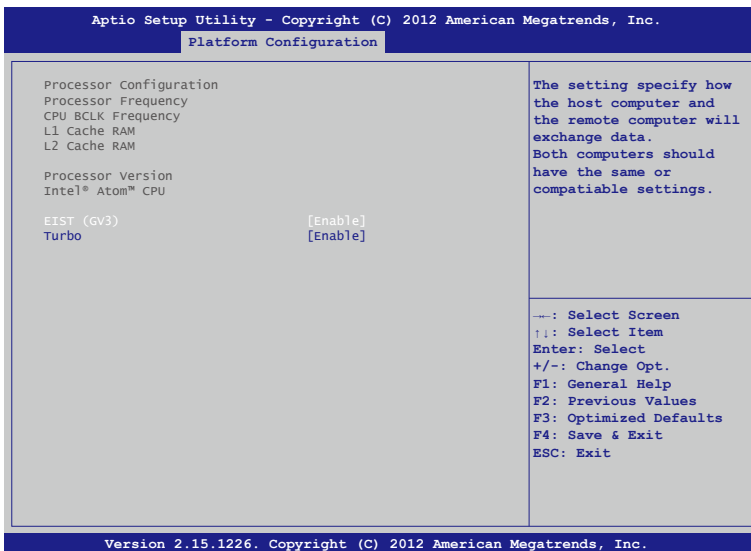 Aptio Setup Utility - Copyright (C) 2012 American Megatrends, Inc.
Platform Configuration
Processor Configuration
Processor Frequency
CPU BCLK Frequency
L1 Cache RAM
L2 Cache RAM
Processor Version
Intel® Atom™ CPU
EIST (GV3) [Enable]
Turbo [Enable]
The setting specify how
the host computer and
the remote computer will
exchange data.
Both computers should
have the same or
compatiable settings.
→←: Select Screen
↑↓: Select Item
Enter: Select
+/-: Change Opt.
F1: General Help
F2: Previous Values
F3: Optimized Defaults
F4: Save & Exit
ESC: Exit
Version 2.15.1226. Copyright (C) 2012 American Megatrends, Inc.